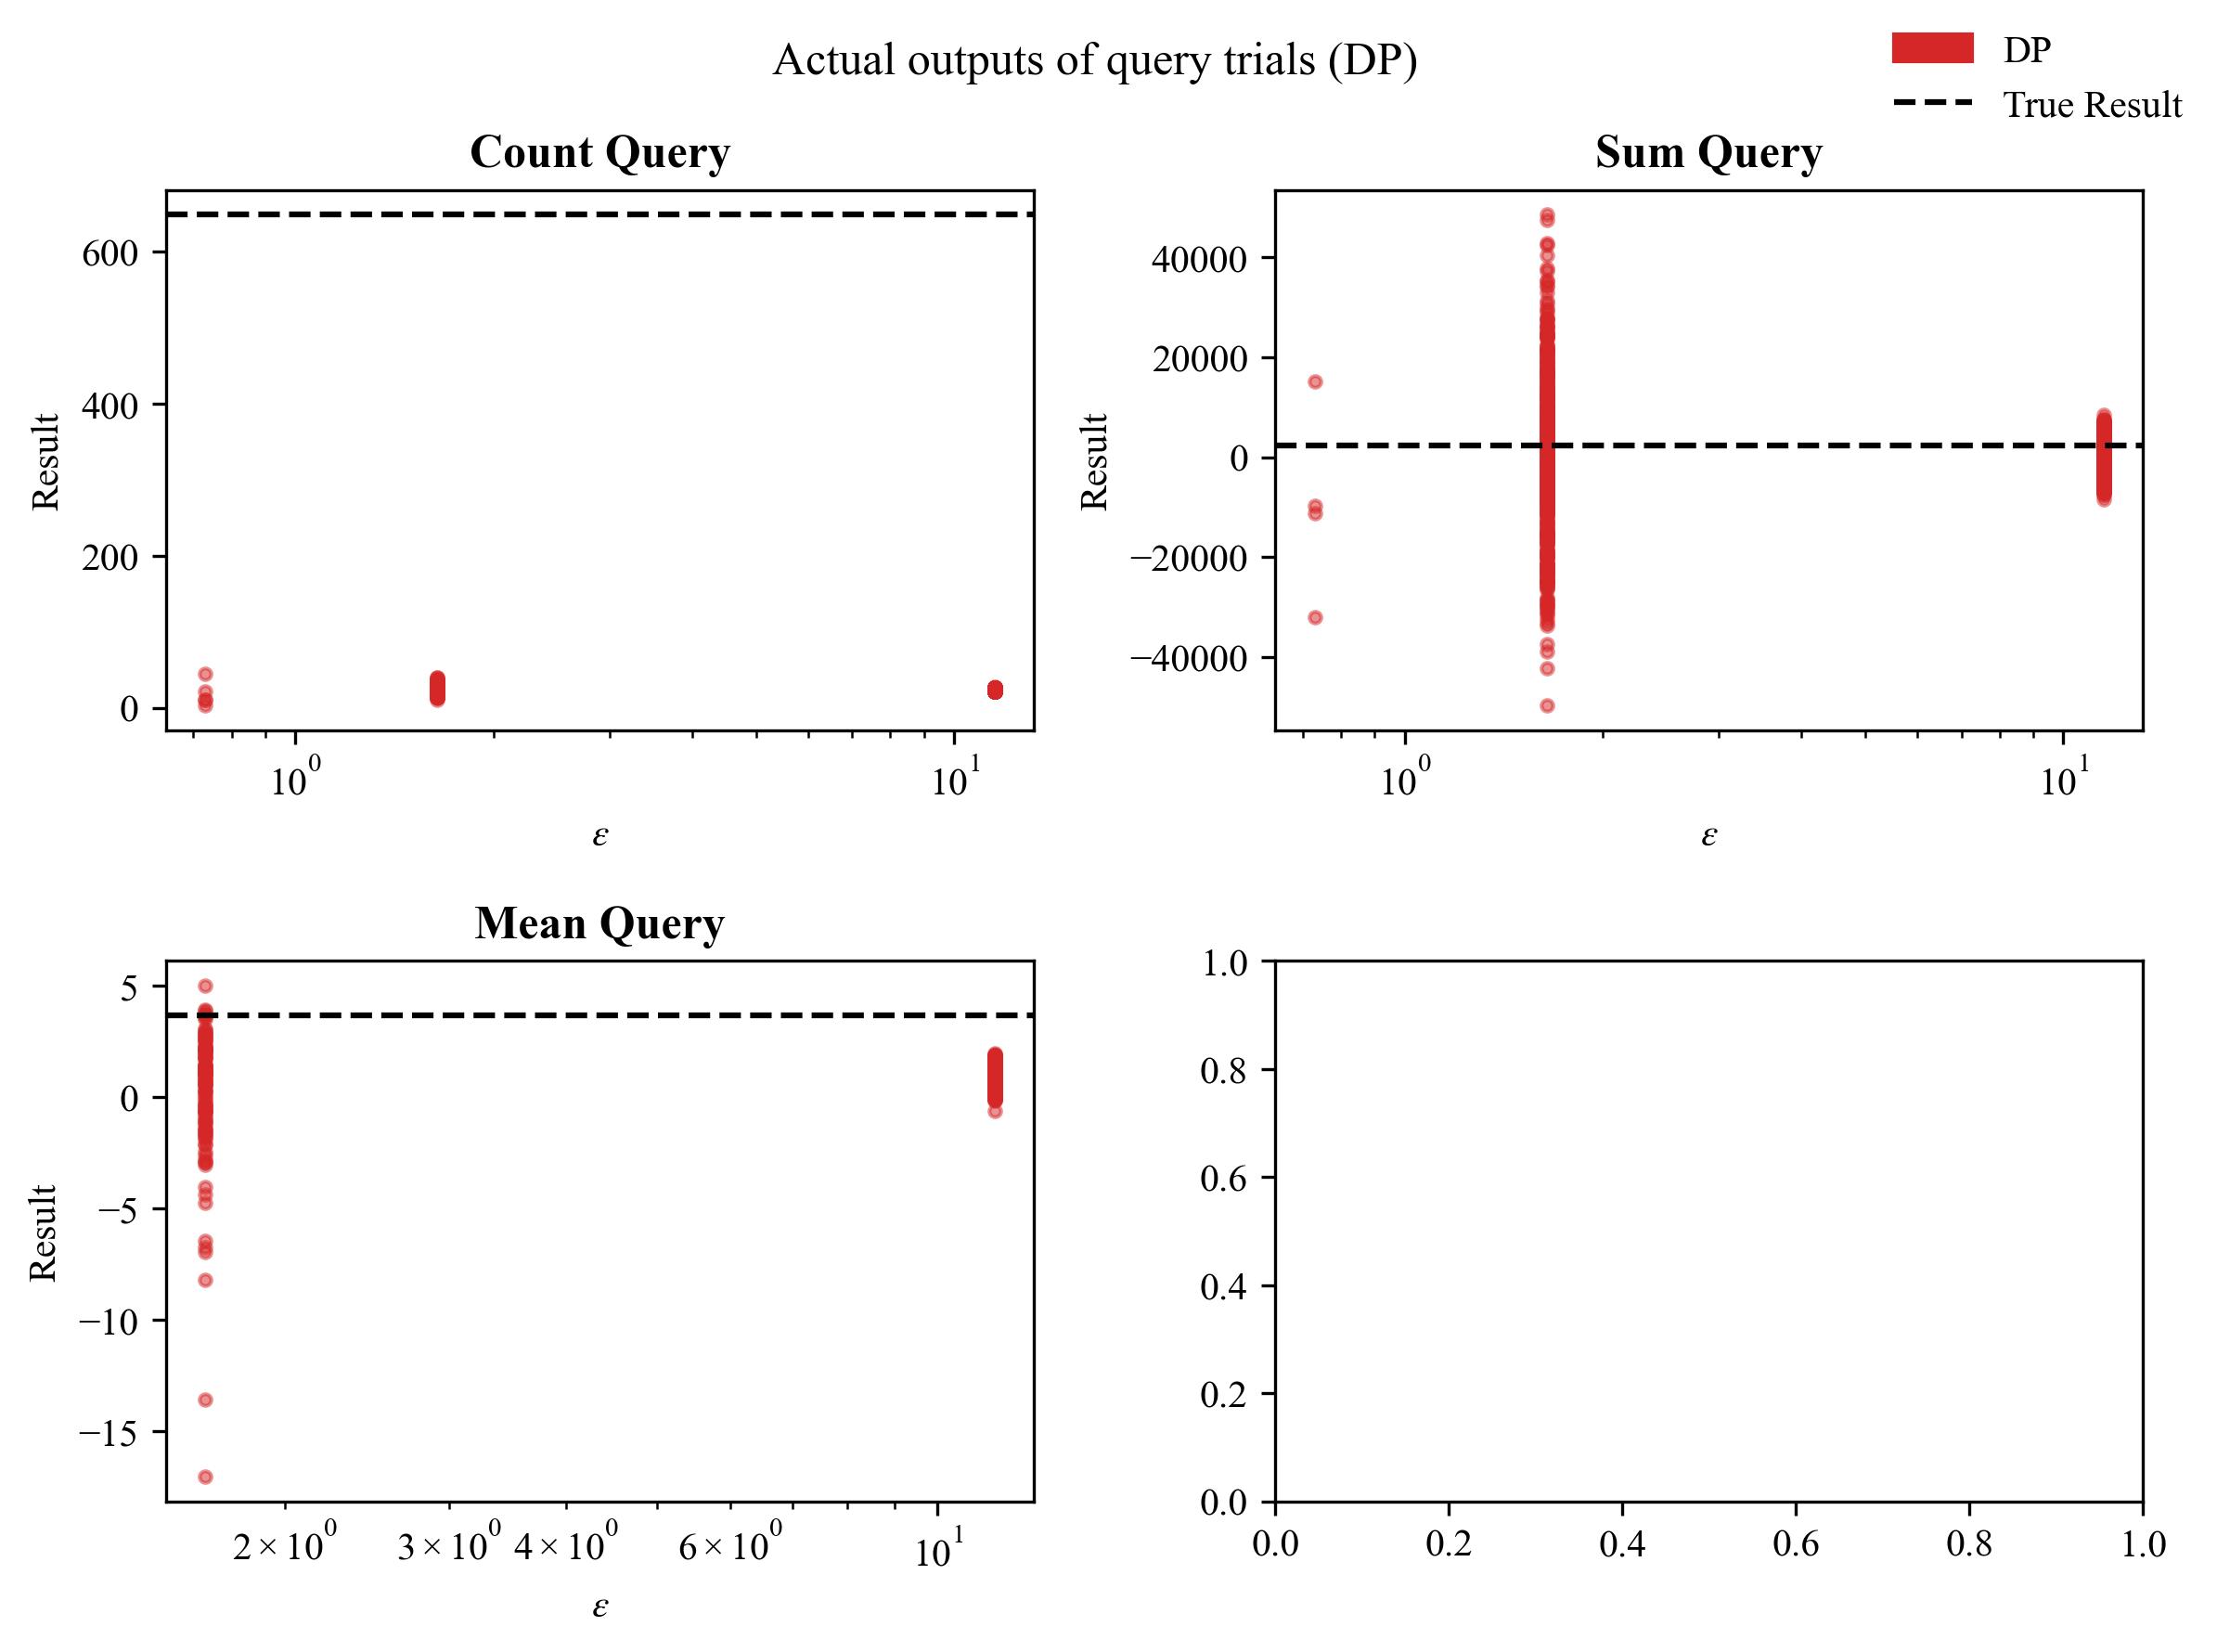 Actual outputs of query trials (DP)
DP
True Result
Count Query
Result
600
400
200
0
10^0
10^1
ε
Sum Query
Result
40000
20000
0
−20000
−40000
10^0
10^1
ε
Mean Query
Result
5
0
−5
−10
−15
2 × 10^0
3 × 10^0
4 × 10^0
6 × 10^0
10^1
ε
1.0
0.8
0.6
0.4
0.2
0.0
0.0
0.2
0.4
0.6
0.8
1.0